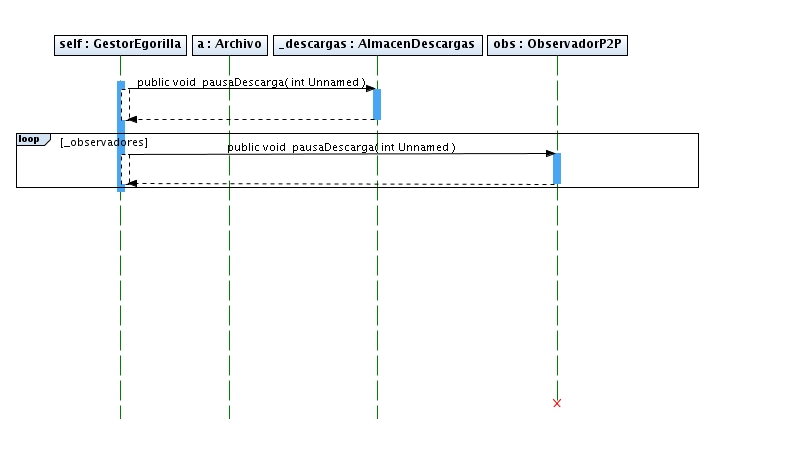 self : GestorEgorilla
a : Archivo
_descargas : AlmacenDescargas
obs : ObservadorP2P
public void pausaDescarga( int Unnamed )
loop
[_observadores]
public void pausaDescarga( int Unnamed )